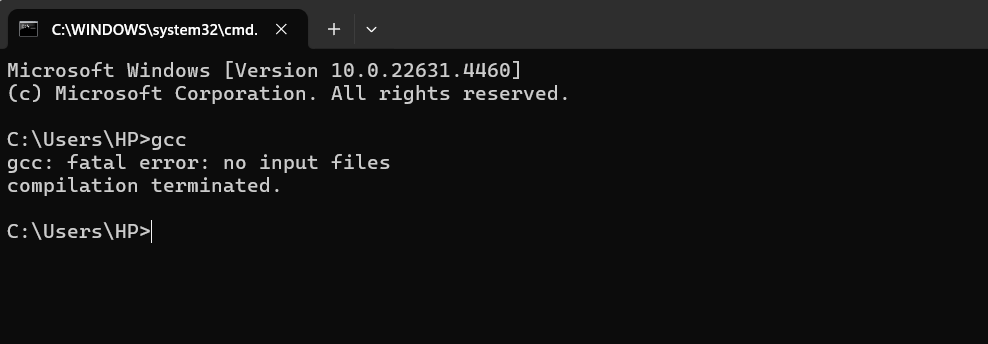 C:\WINDOWS\system32\cmd.
Microsoft Windows [Version 10.0.22631.4460]
(c) Microsoft Corporation. All rights reserved.
C:\Users\HP>gcc
gcc: fatal error: no input files
compilation terminated.
C:\Users\HP>